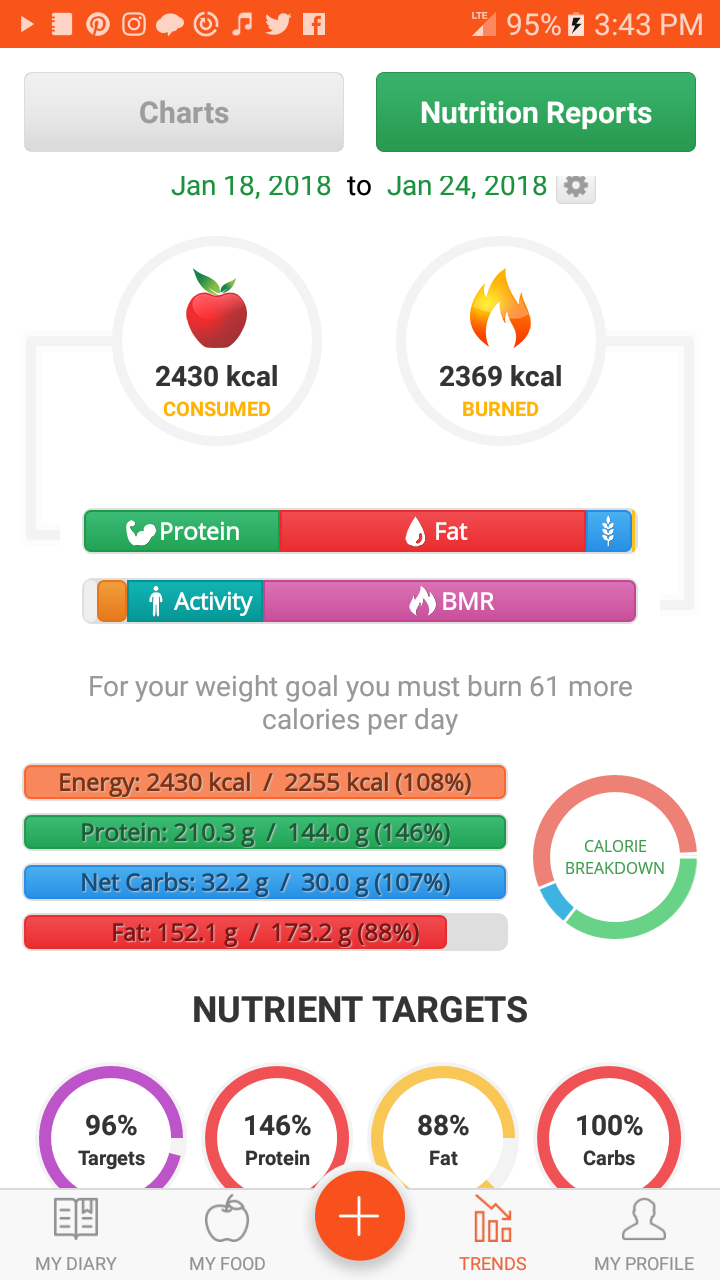 LTE 95% 3:43 PM
Charts
Nutrition Reports
Jan 18, 2018 to Jan 24, 2018
2430 kcal
CONSUMED
2369 kcal
BURNED
Protein Fat
Activity BMR
For your weight goal you must burn 61 more
calories per day
Energy: 2430 kcal / 2255 kcal (108%)
Protein: 210.3 g / 144.0 g (146%)
Net Carbs: 32.2 g / 30.0 g (107%)
Fat: 152.1 g / 173.2 g (88%)
CALORIE
BREAKDOWN
NUTRIENT TARGETS
96%
Targets
146%
Protein
88%
Fat
100%
Carbs
MY DIARY
MY FOOD
TRENDS
MY PROFILE